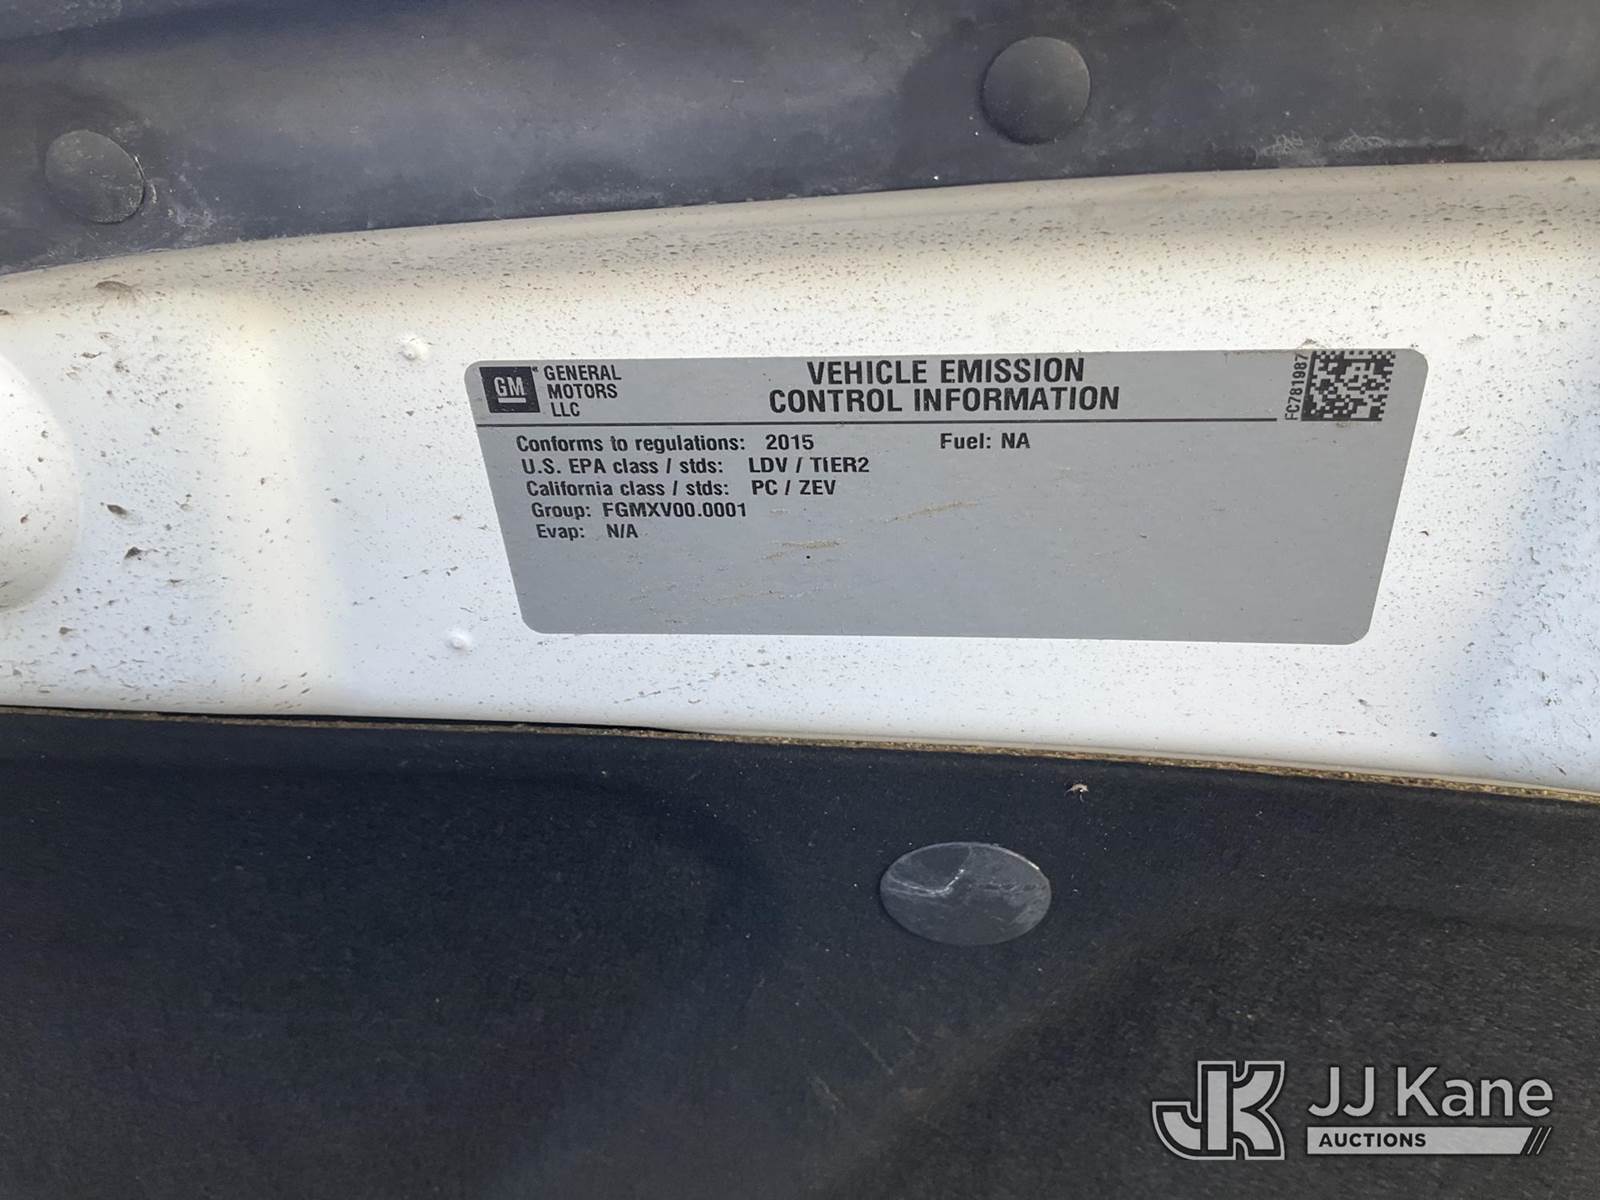 GM
GENERAL
MOTORS
LLC
VEHICLE EMISSION
CONTROL INFORMATION
FC781987
Conforms to regulations: 2015 Fuel: NA
U.S. EPA class / stds: LDV / TIER2
California class / stds: PC / ZEV
Group: FGMXV00.0001
Evap: N/A
JK JJ Kane
AUCTIONS